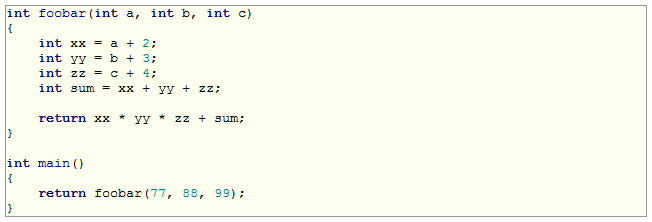 int foobar(int a, int b, int c)
{
    int xx = a + 2;
    int yy = b + 3;
    int zz = c + 4;
    int sum = xx + yy + zz;

    return xx * yy * zz + sum;
}

int main()
{
    return foobar(77, 88, 99);
}